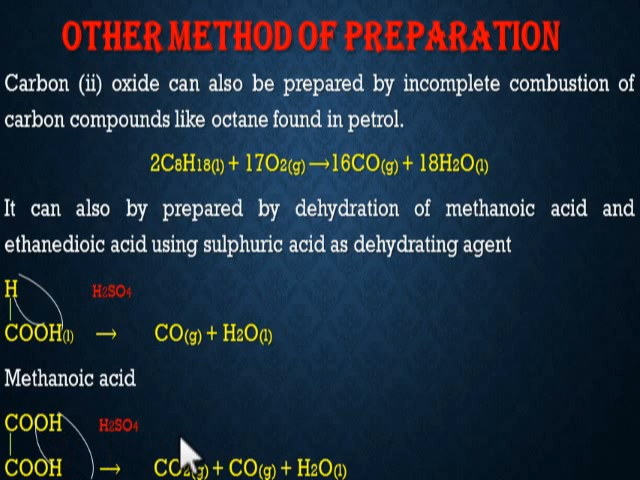 OTHER METHOD OF PREPARATION
Carbon (ii) oxide can also be prepared by incomplete combustion of
carbon compounds like octane found in petrol.
2C8H18(l) + 17O2(g) → 16CO(g) + 18H2O(l)
It can also by prepared by dehydration of methanoic acid and
ethanedioic acid using sulphuric acid as dehydrating agent
H H2SO4
COOH(l) → CO(g) + H2O(l)
Methanoic acid
COOH H2SO4
COOH → CO2(g) + CO(g) + H2O(l)